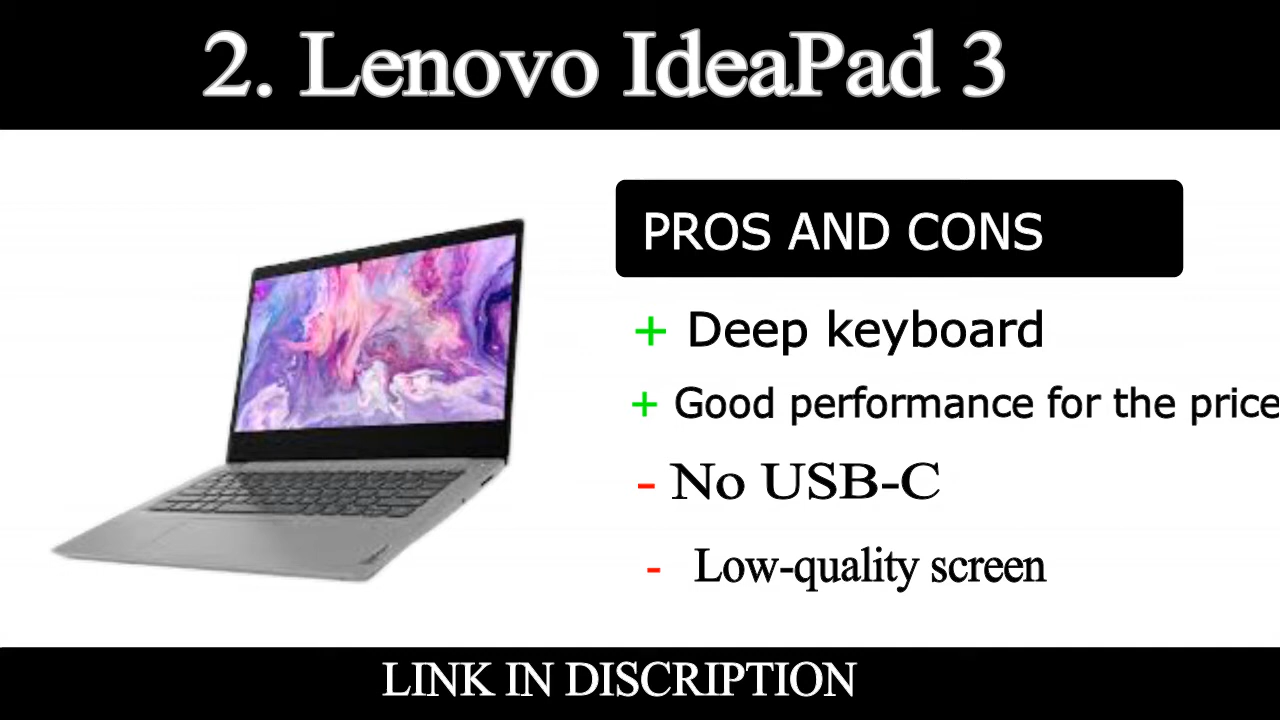 2. Lenovo IdeaPad 3
PROS AND CONS
+ Deep keyboard
+ Good performance for the price
- No USB-C
- Low-quality screen
LINK IN DISCRIPTION